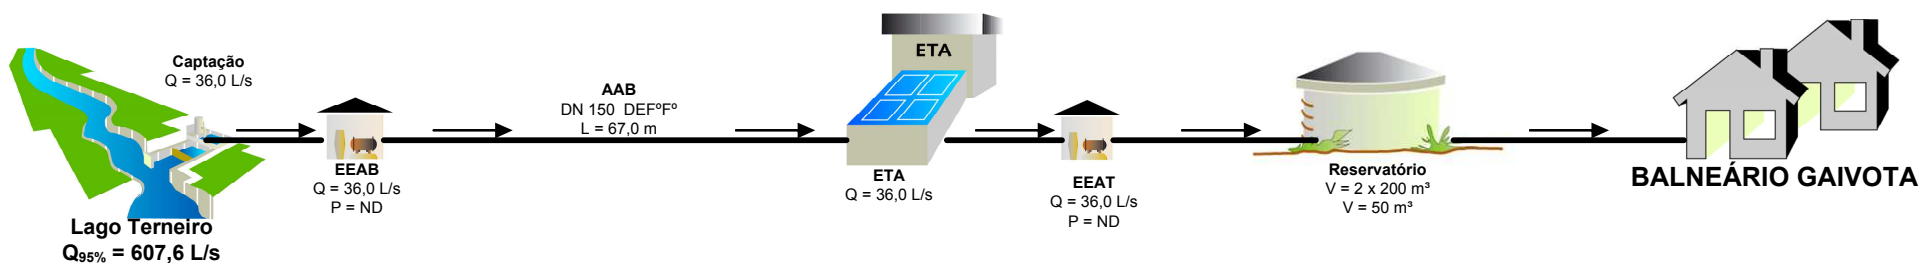 Captação
Q = 36,0 L/s
Lago Terneiro
Q95% = 607,6 L/s
EEAB
Q = 36,0 L/s
P = ND
AAB
DN 150 DEFºFº
L = 67,0 m
ETA
ETA
Q = 36,0 L/s
EEAT
Q = 36,0 L/s
P = ND
Reservatório
V = 2 x 200 m³
V = 50 m³
BALNEÁRIO GAIVOTA